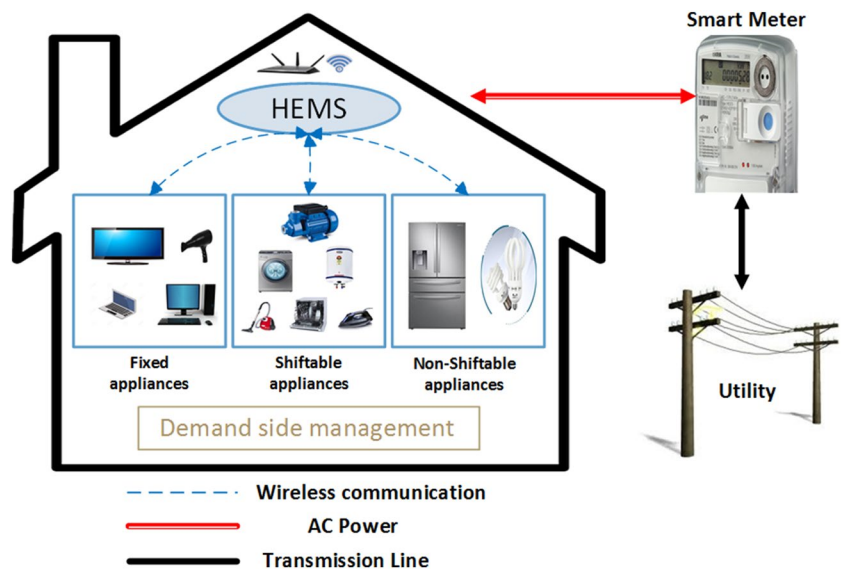 Smart Meter
HEMS
0000528
Fixed
appliances
Shiftable
appliances
Non-Shiftable
appliances
Utility
Demand side management
Wireless communication
AC Power
Transmission Line